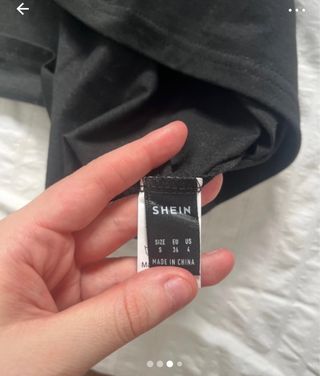 SHEIN
SIZE EU US
S 36 4
MADE IN CHINA